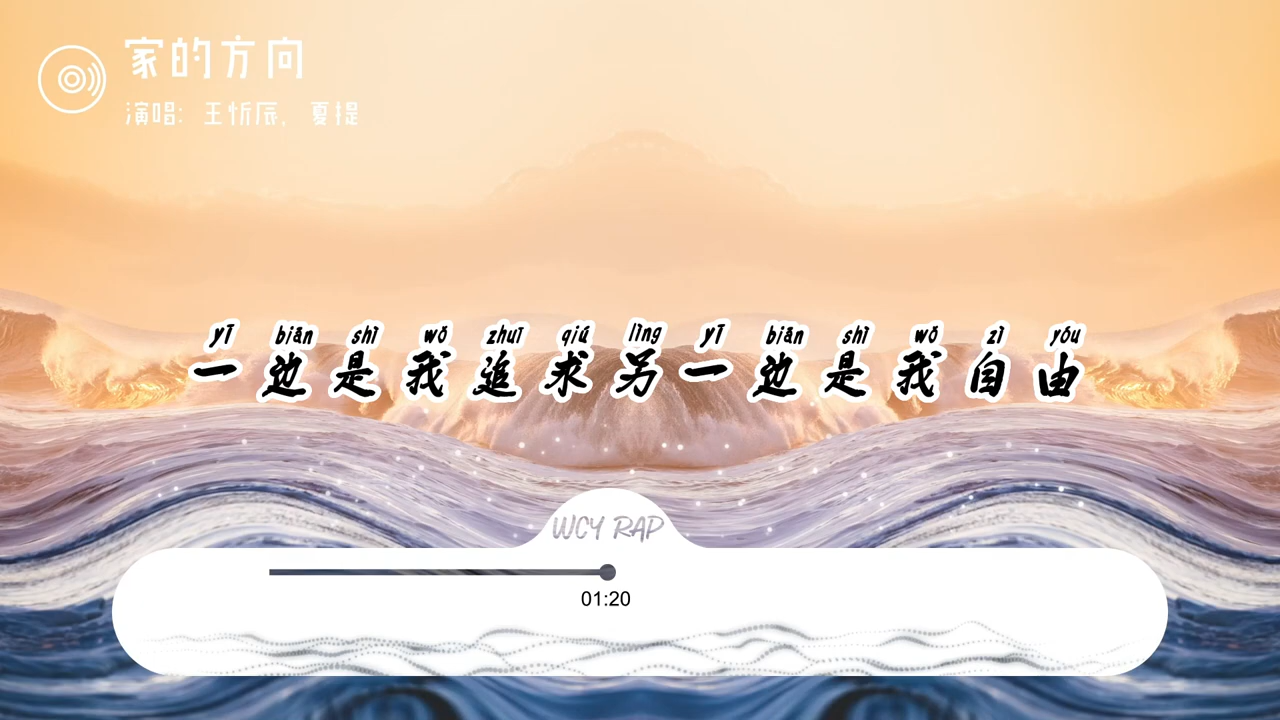 家的方向
演唱: 王忻辰, 夏提
yī biān shì wǒ zhuī qiú lìng yī biān shì wǒ zì yóu
一边是我追求另一边是我自由
WCY RAP
01:20